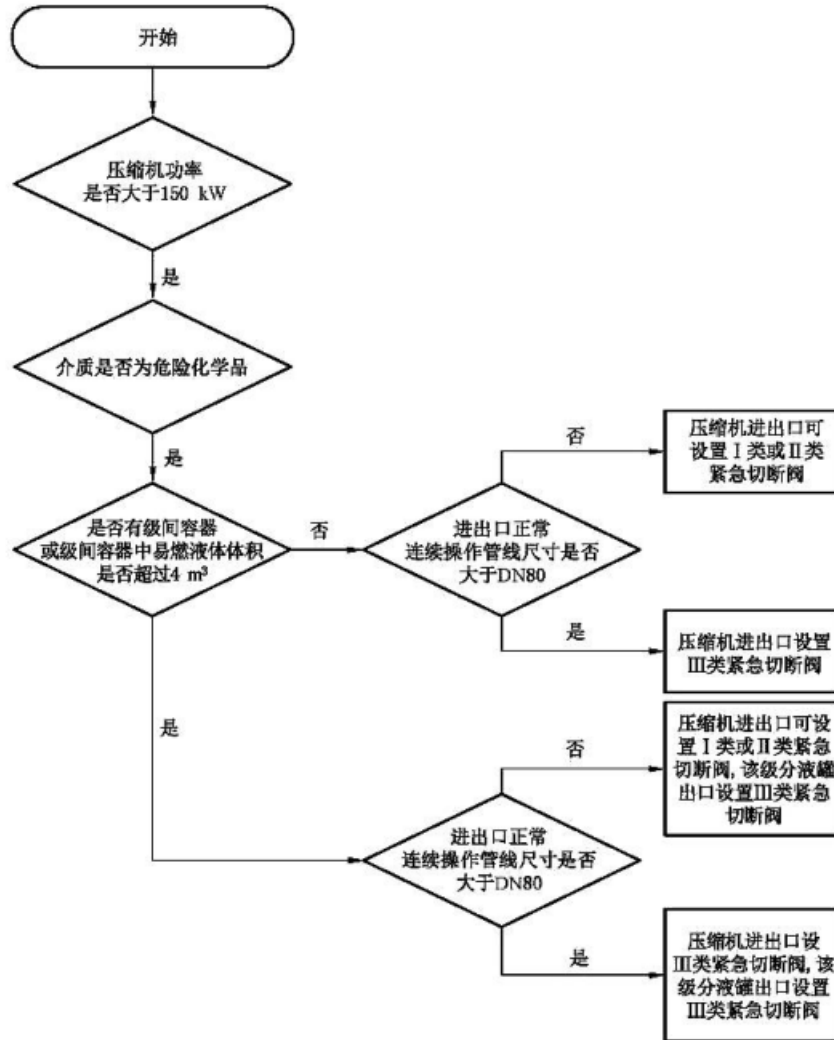 开始
压缩机功率
是否大于150 kW
是
介质是否为危险化学品
是
否
压缩机进出口可
设置Ⅰ类或Ⅱ类
紧急切断阀
是否有级间容器
或级间容器中易燃液体体积
是否超过4 m³
否
进出口正常
连续操作管线尺寸是否
大于DN80
是
压缩机进出口设置
Ⅲ类紧急切断阀
是
否
压缩机进出口可设
置Ⅰ类或Ⅱ类紧急
切断阀,该级分液罐
出口设置Ⅲ类紧急
切断阀
进出口正常
连续操作管线尺寸是否
大于DN80
是
压缩机进出口设
Ⅲ类紧急切断阀,该
级分液罐出口设置
Ⅲ类紧急切断阀